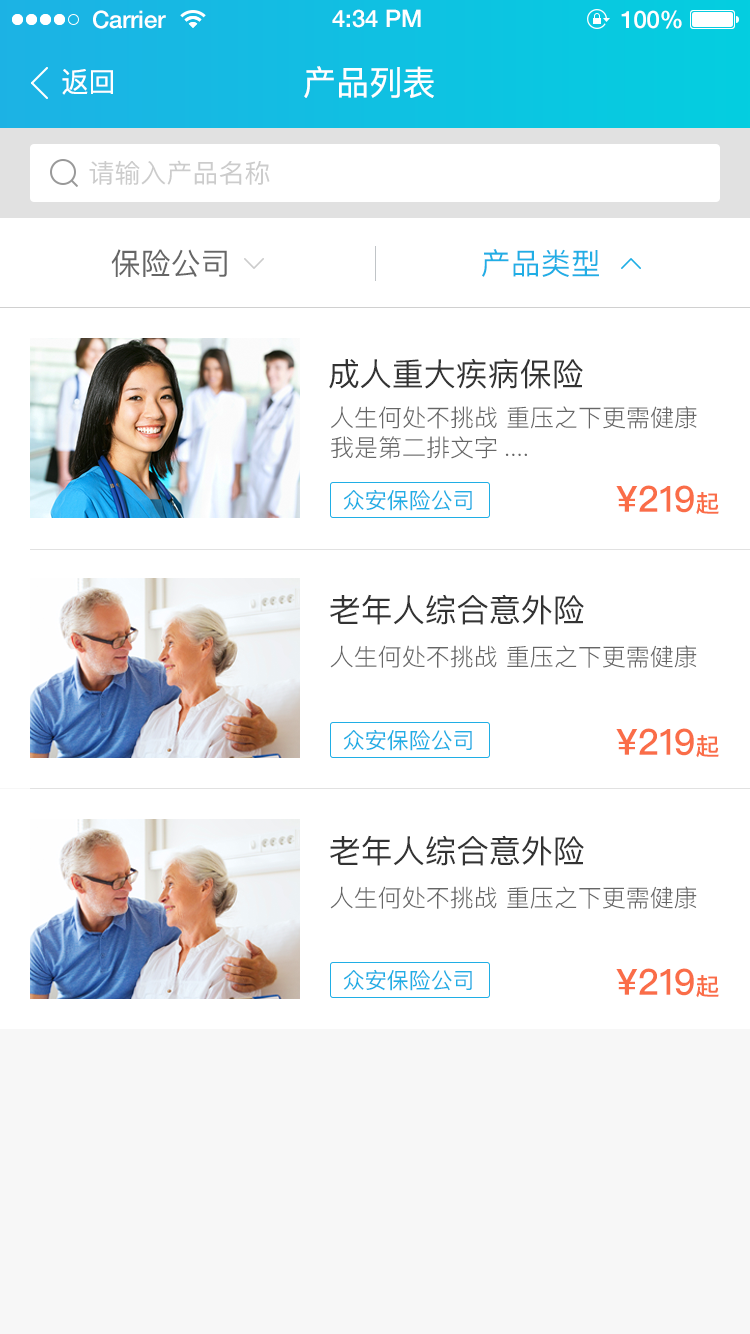 Carrier 4:34 PM 100%
返回 产品列表
请输入产品名称
保险公司 产品类型
成人重大疾病保险
人生何处不挑战 重压之下更需健康
我是第二排文字 ....
众安保险公司 ¥219起
老年人综合意外险
人生何处不挑战 重压之下更需健康
众安保险公司 ¥219起
老年人综合意外险
人生何处不挑战 重压之下更需健康
众安保险公司 ¥219起